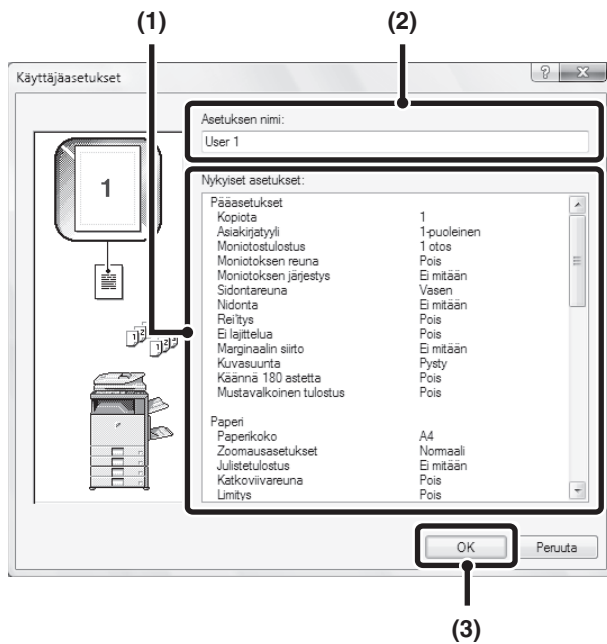 (1)
(2)
Käyttäjäasetukset
Asetuksen nimi:
User 1
1
Nykyiset asetukset:
Pääasetukset
Kopiota 1
Asiakirjatyyli 1-puoleinen
Moniotostulostus 1 otos
Moniotoksen reuna Pois
Moniotoksen järjestys Ei mitään
Sidontareuna Vasen
Nidonta Ei mitään
Rei'itys Pois
Ei lajittelua Pois
Marginaalin siirto Ei mitään
Kuvasuunta Pysty
Käännä 180 astetta Pois
Mustavalkoinen tulostus Pois
Paperi
Paperikoko A4
Zoomausasetukset Normaali
Julistetulostus Ei mitään
Katkoviivareuna Pois
Limitys Pois
OK
Peruuta
(3)